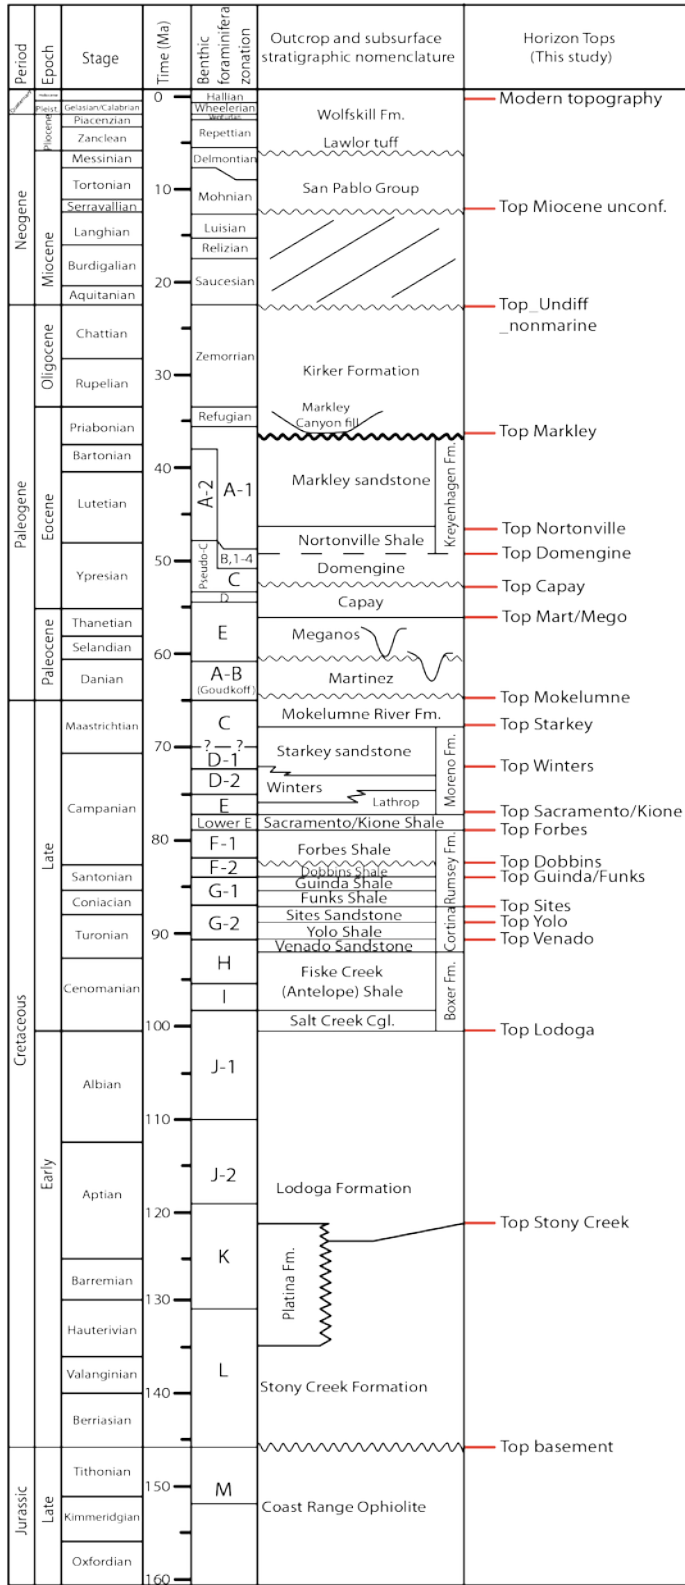 Period
Epoch
Stage
Time (Ma)
Benthic
foraminifera
zonation
Outcrop and subsurface
stratigraphic nomenclature
Horizon Tops
(This study)
Quaternary
Pleist.
Pliocene
Neogene
Miocene
Oligocene
Paleogene
Eocene
Paleocene
Late
Cretaceous
Early
Jurassic
Late
Gelasian/Calabrian
Piacenzian
Zanclean
Messinian
Tortonian
Serravallian
Langhian
Burdigalian
Aquitanian
Chattian
Rupelian
Priabonian
Bartonian
Lutetian
Ypresian
Thanetian
Selandian
Danian
Maastrichtian
Campanian
Santonian
Coniacian
Turonian
Cenomanian
Albian
Aptian
Barremian
Hauterivian
Valanginian
Berriasian
Tithonian
Kimmeridgian
Oxfordian
0
10
20
30
40
50
60
70
80
90
100
110
120
130
140
150
160
Hallian
Wheelerian
Venturian
Repettian
Delmontian
Mohnian
Luisian
Relizian
Saucesian
Zemorrian
Refugian
A-2
A-1
Pseudo-C
B, 1-4
C
D
E
A-B
(Goudkoff)
C
? ?
D-1
D-2
E
Lower E
F-1
F-2
G-1
G-2
H
I
J-1
J-2
K
L
M
Wolfskill Fm.
Lawlor tuff
San Pablo Group
Kirker Formation
Markley
Canyon fill
Markley sandstone
Kreyenhagen Fm.
Nortonville Shale
Domengine
Capay
Meganos
Martinez
Mokelumne River Fm.
Starkey sandstone
Moreno Fm.
Winters
Lathrop
Sacramento/Kione Shale
Forbes Shale
Dobbins Shale
Guinda Shale
Funks Shale
Sites Sandstone
Yolo Shale
Venado Sandstone
Cortina Rumsey Fm.
Fiske Creek
(Antelope) Shale
Boxer Fm.
Salt Creek Cgl.
Lodoga Formation
Platina Fm.
Stony Creek Formation
Coast Range Ophiolite
Modern topography
Top Miocene unconf.
Top_Undiff
_nonmarine
Top Markley
Top Nortonville
Top Domengine
Top Capay
Top Mart/Mego
Top Mokelumne
Top Starkey
Top Winters
Top Sacramento/Kione
Top Forbes
Top Dobbins
Top Guinda/Funks
Top Sites
Top Yolo
Top Venado
Top Lodoga
Top Stony Creek
Top basement